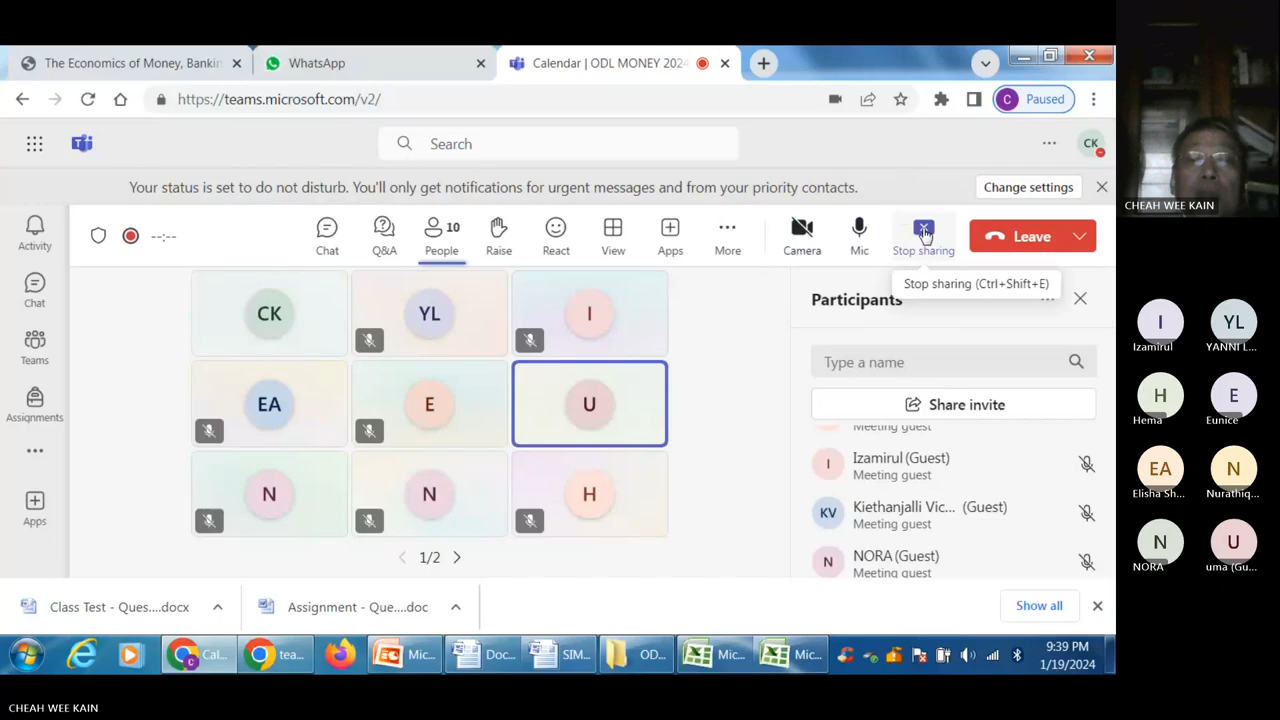 The Economics of Money, Bankin
WhatsApp
Calendar | ODL MONEY 2024
https://teams.microsoft.com/v2/
C Paused
Search
CK
Your status is set to do not disturb. You'll only get notifications for urgent messages and from your priority contacts.
Change settings
Activity
Chat
Teams
Assignments
Apps
--:--
Chat
Q&A
10
People
Raise
React
View
Apps
More
Camera
Mic
Stop sharing
Leave
Stop sharing (Ctrl+Shift+E)
CK
YL
I
EA
E
U
N
N
H
1/2
Participants
Type a name
Share invite
Meeting guest
I
Izamirul (Guest)
Meeting guest
KV
Kiethanjalli Vic... (Guest)
Meeting guest
N
NORA (Guest)
Meeting guest
Class Test - Ques....docx
Assignment - Que....doc
Show all
Cal...
tea...
Mic...
Doc...
SIM...
OD...
Mic...
Mic...
9:39 PM
1/19/2024
CHEAH WEE KAIN
I
Izamirul
YL
YANNI L...
H
Hema
E
Eunice
EA
Elisha Sh...
N
Nurathiq...
N
NORA
U
uma (Gu...
CHEAH WEE KAIN